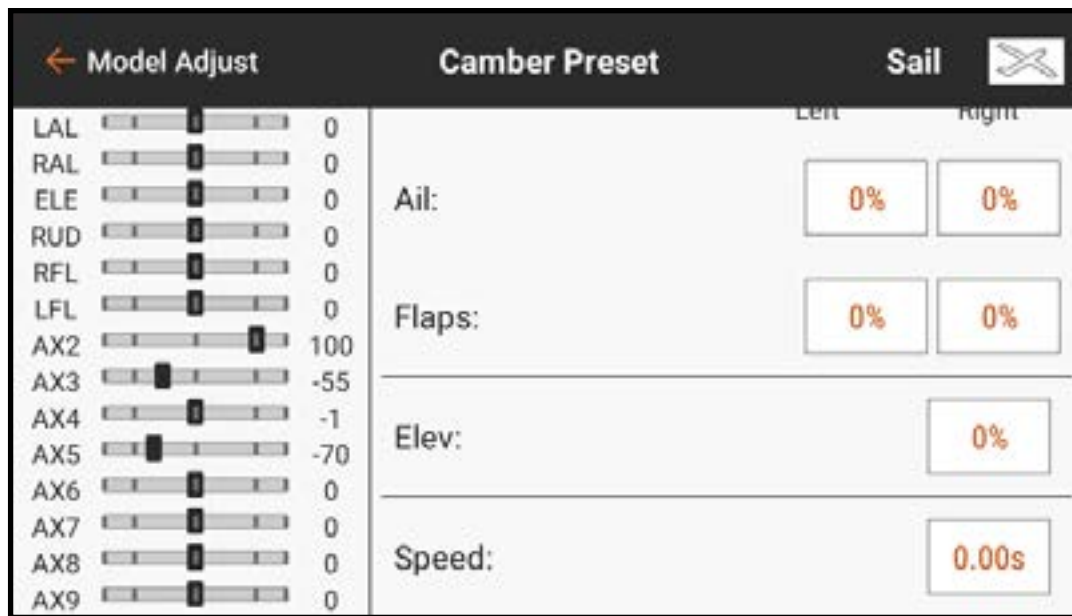 Model Adjust Camber Preset Sail
Left Right
LAL 0
RAL 0
ELE 0
RUD 0
RFL 0
LFL 0
AX2 100
AX3 -55
AX4 -1
AX5 -70
AX6 0
AX7 0
AX8 0
AX9 0
Ail: 0% 0%
Flaps: 0% 0%
Elev: 0%
Speed: 0.00s